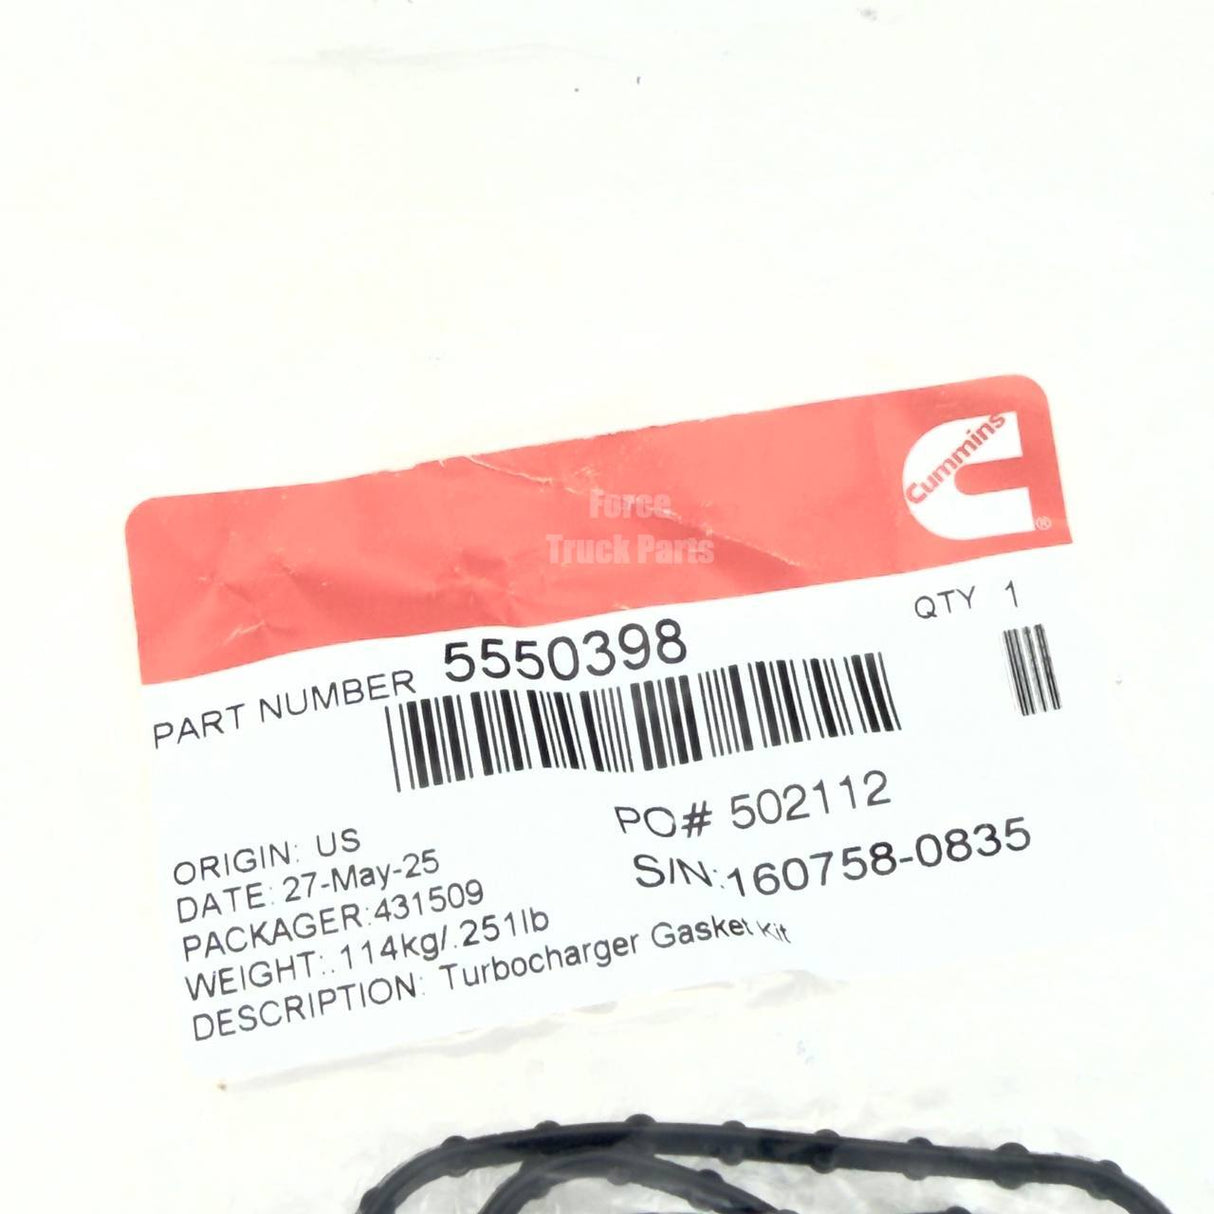 Cummins
®
Force
Truck Parts
QTY 1
PART NUMBER 5550398
PO# 502112
S/N:160758-0835
ORIGIN: US
DATE: 27-May-25
PACKAGER:431509
WEIGHT:.114kg/.251lb
DESCRIPTION: Turbocharger Gasket Kit